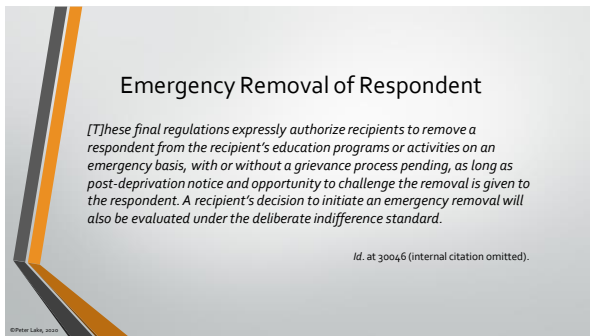 Emergency Removal of Respondent
[T]hese final regulations expressly authorize recipients to remove a
respondent from the recipient's education programs or activities on an
emergency basis, with or without a grievance process pending, as long as
post-deprivation notice and opportunity to challenge the removal is given to
the respondent. A recipient's decision to initiate an emergency removal will
also be evaluated under the deliberate indifference standard.
Id. at 30046 (internal citation omitted).
©Peter Lake, 2020